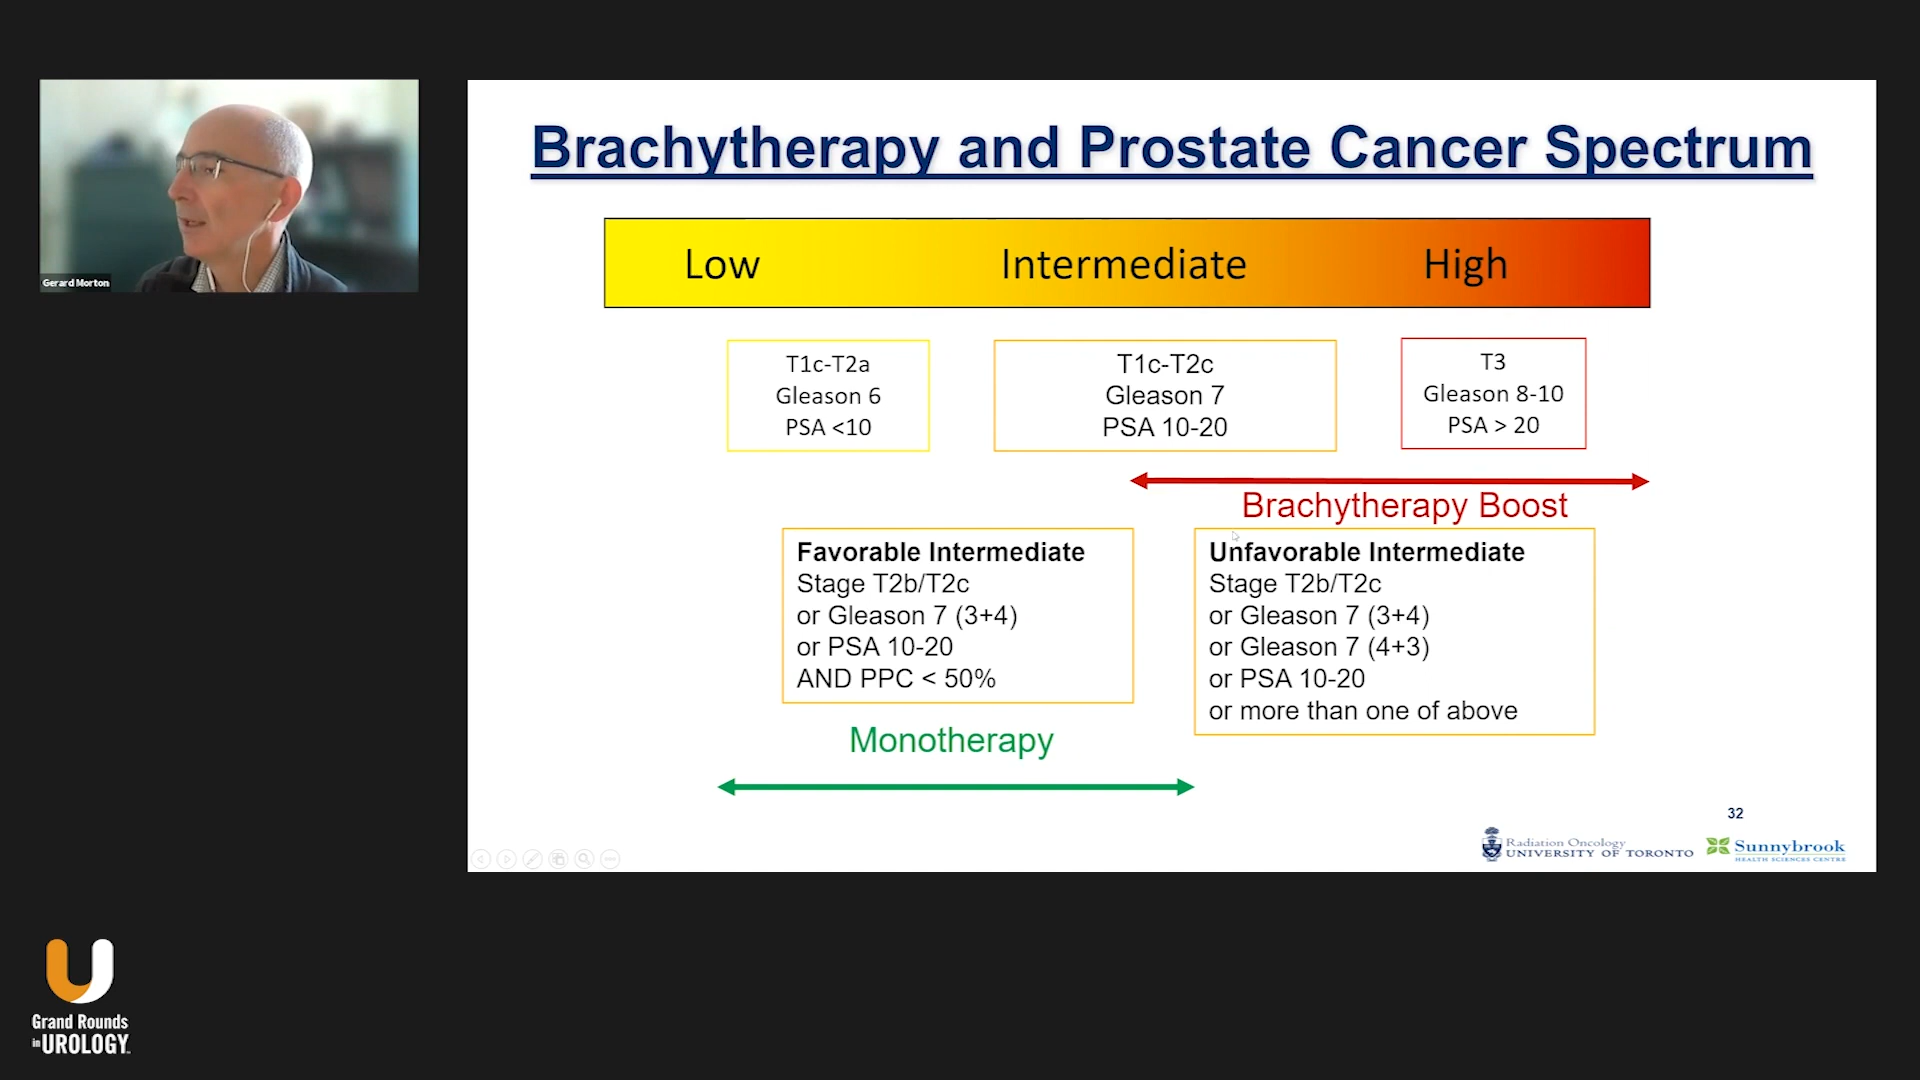 Gerard Morton
Brachytherapy and Prostate Cancer Spectrum
Low Intermediate High
T1c-T2a
Gleason 6
PSA <10
T1c-T2c
Gleason 7
PSA 10-20
T3
Gleason 8-10
PSA > 20
Brachytherapy Boost
Favorable Intermediate
Stage T2b/T2c
or Gleason 7 (3+4)
or PSA 10-20
AND PPC < 50%
Unfavorable Intermediate
Stage T2b/T2c
or Gleason 7 (3+4)
or Gleason 7 (4+3)
or PSA 10-20
or more than one of above
Monotherapy
32
Radiation Oncology
UNIVERSITY OF TORONTO
Sunnybrook
HEALTH SCIENCES CENTRE
Grand Rounds
in UROLOGY